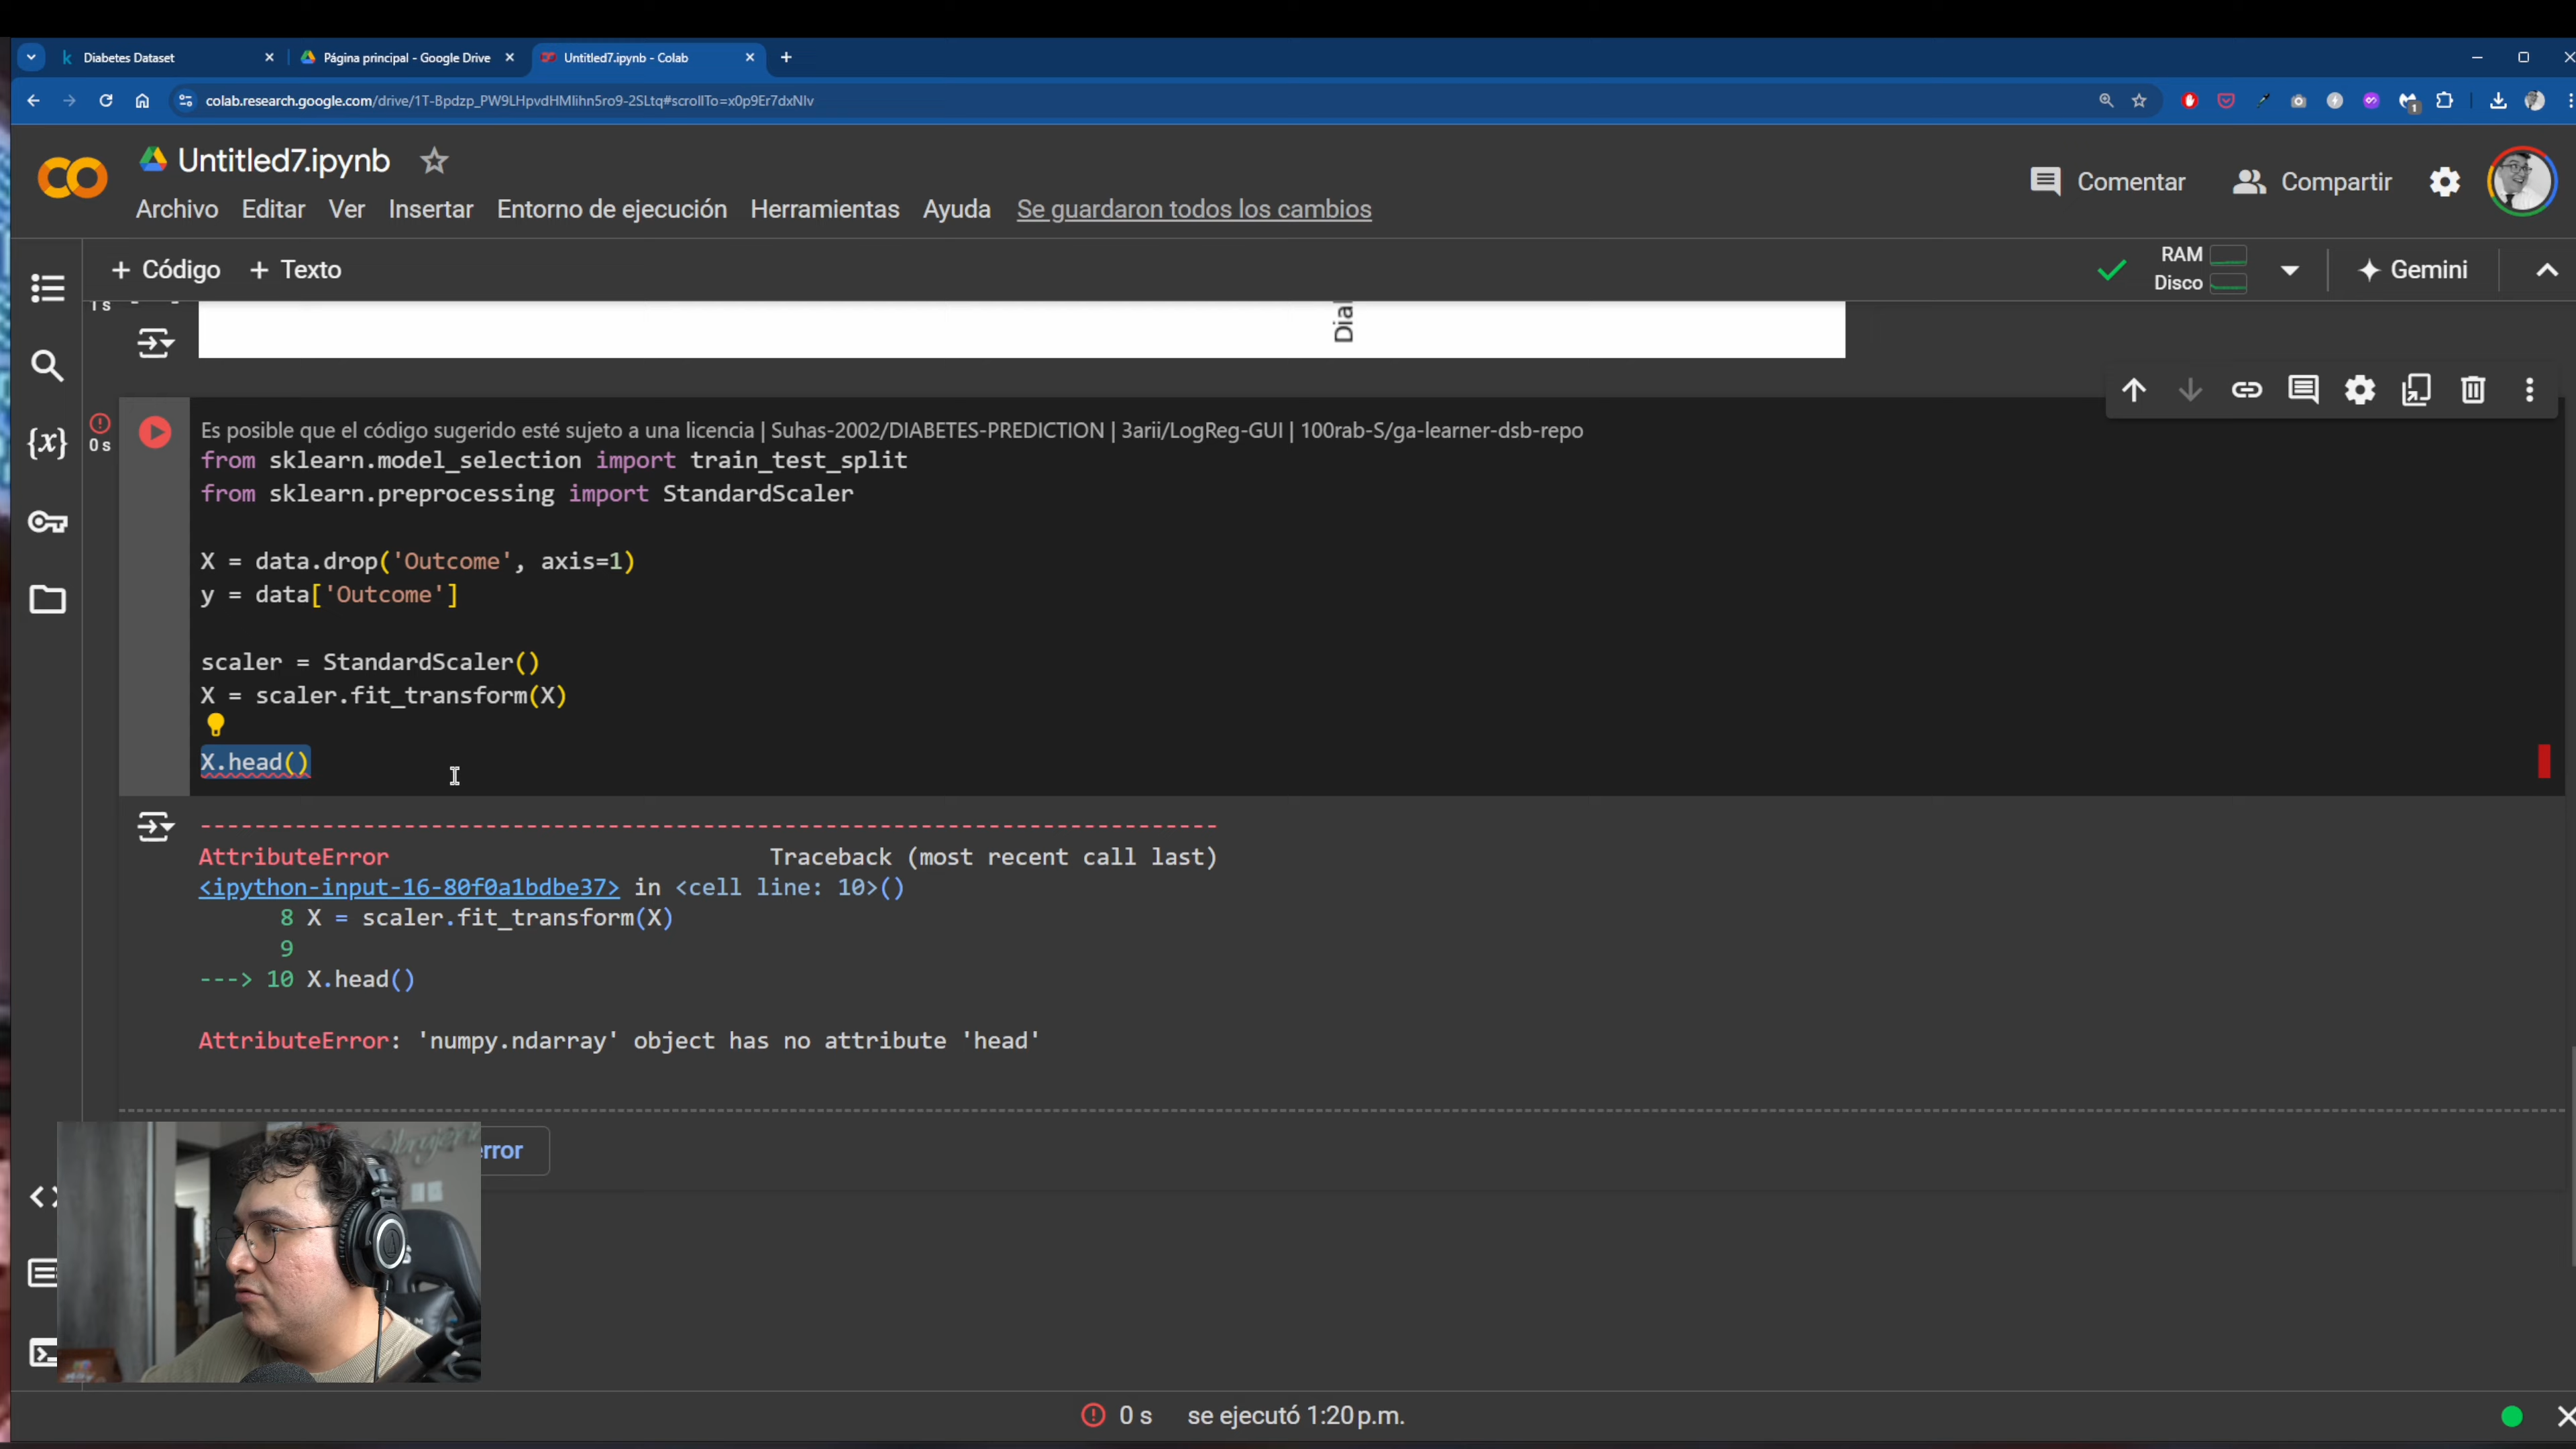 Diabetes Dataset
Página principal - Google Drive
Untitled7.ipynb - Colab
colab.research.google.com/drive/1T-Bpdzp_PW9LHpvdHMlihn5ro9-2SLtq#scrollTo=x0p9Er7dxNlv
Untitled7.ipynb
Comentar
Compartir
Archivo Editar Ver Insertar Entorno de ejecución Herramientas Ayuda Se guardaron todos los cambios
+ Código + Texto
RAM
Disco
Gemini
1 s
Dia
0 s
Es posible que el código sugerido esté sujeto a una licencia | Suhas-2002/DIABETES-PREDICTION | 3arii/LogReg-GUI | 100rab-S/ga-learner-dsb-repo
from sklearn.model_selection import train_test_split
from sklearn.preprocessing import StandardScaler
X = data.drop('Outcome', axis=1)
y = data['Outcome']
scaler = StandardScaler()
X = scaler.fit_transform(X)
X.head()
---------------------------------------------------------------------------
AttributeError Traceback (most recent call last)
<ipython-input-16-80f0a1bdbe37> in <cell line: 10>()
8 X = scaler.fit_transform(X)
9
---> 10 X.head()
AttributeError: 'numpy.ndarray' object has no attribute 'head'
error
0 s se ejecutó 1:20 p.m.